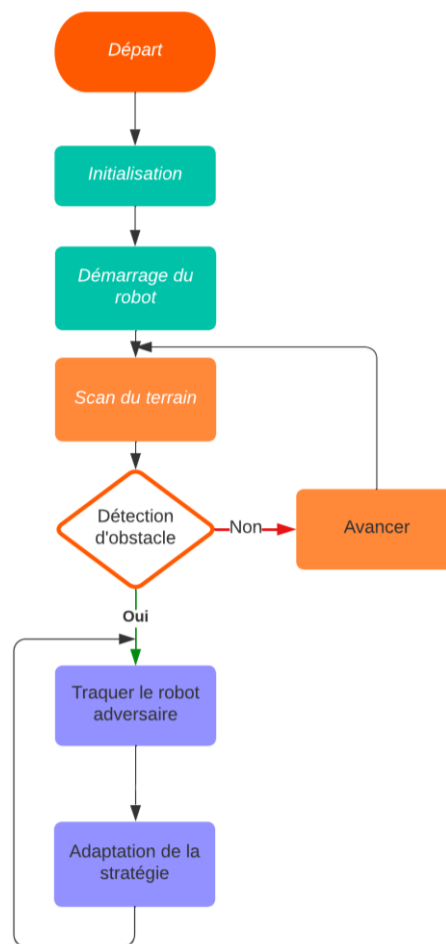 Départ
Initialisation
Démarrage du
robot
Scan du terrain
Détection
d'obstacle
Non
Avancer
Oui
Traquer le robot
adversaire
Adaptation de la
stratégie